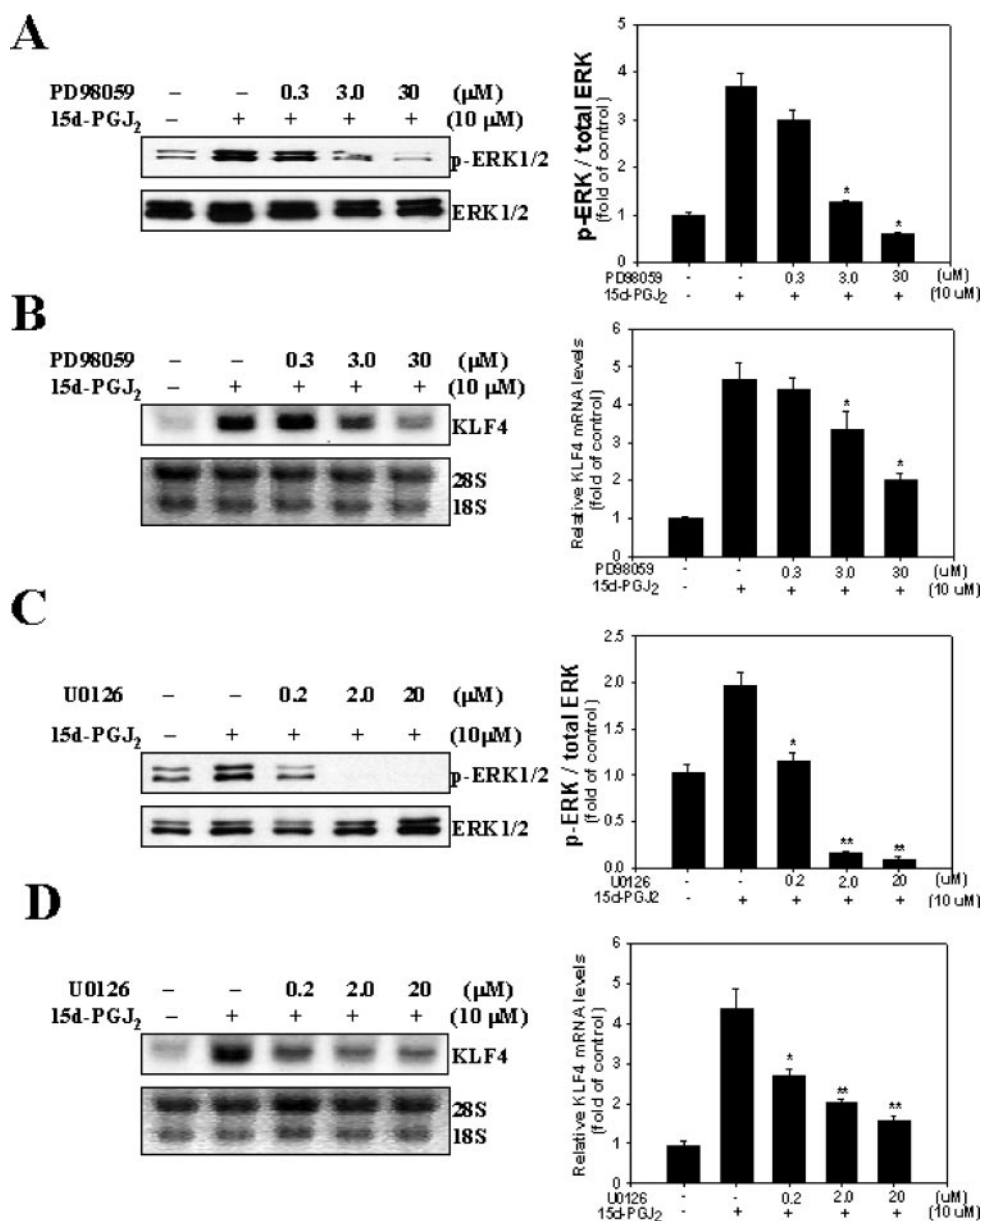 A
PD98059 – – 0.3 3.0 30 (μM)
15d-PGJ2 – + + + + (10 μM)
p-ERK1/2
ERK1/2
p-ERK / total ERK
(fold of control)
5
4
3
2
1
0
* *
PD98059 - - 0.3 3.0 30 (uM)
15d-PGJ2 - + + + + (10 uM)
B
PD98059 – – 0.3 3.0 30 (μM)
15d-PGJ2 – + + + + (10 μM)
KLF4
28S
18S
Relative KLF4 mRNA levels
(fold of control)
6
5
4
3
2
1
0
* *
PD98059 - - 0.3 3.0 30 (uM)
15d-PGJ2 - + + + + (10 uM)
C
U0126 – – 0.2 2.0 20 (μM)
15d-PGJ2 – + + + + (10μM)
p-ERK1/2
ERK1/2
p-ERK / total ERK
(fold of control)
2.5
2.0
1.5
1.0
0.5
0.0
* ** **
U0126 - - 0.2 2.0 20 (uM)
15d-PGJ2 - + + + + (10 uM)
D
U0126 – – 0.2 2.0 20 (μM)
15d-PGJ2 – + + + + (10 μM)
KLF4
28S
18S
Relative KLF4 mRNA levels
(fold of control)
6
5
4
3
2
1
0
* ** **
U0126 - - 0.2 2.0 20 (uM)
15d-PGJ2 - + + + + (10 uM)